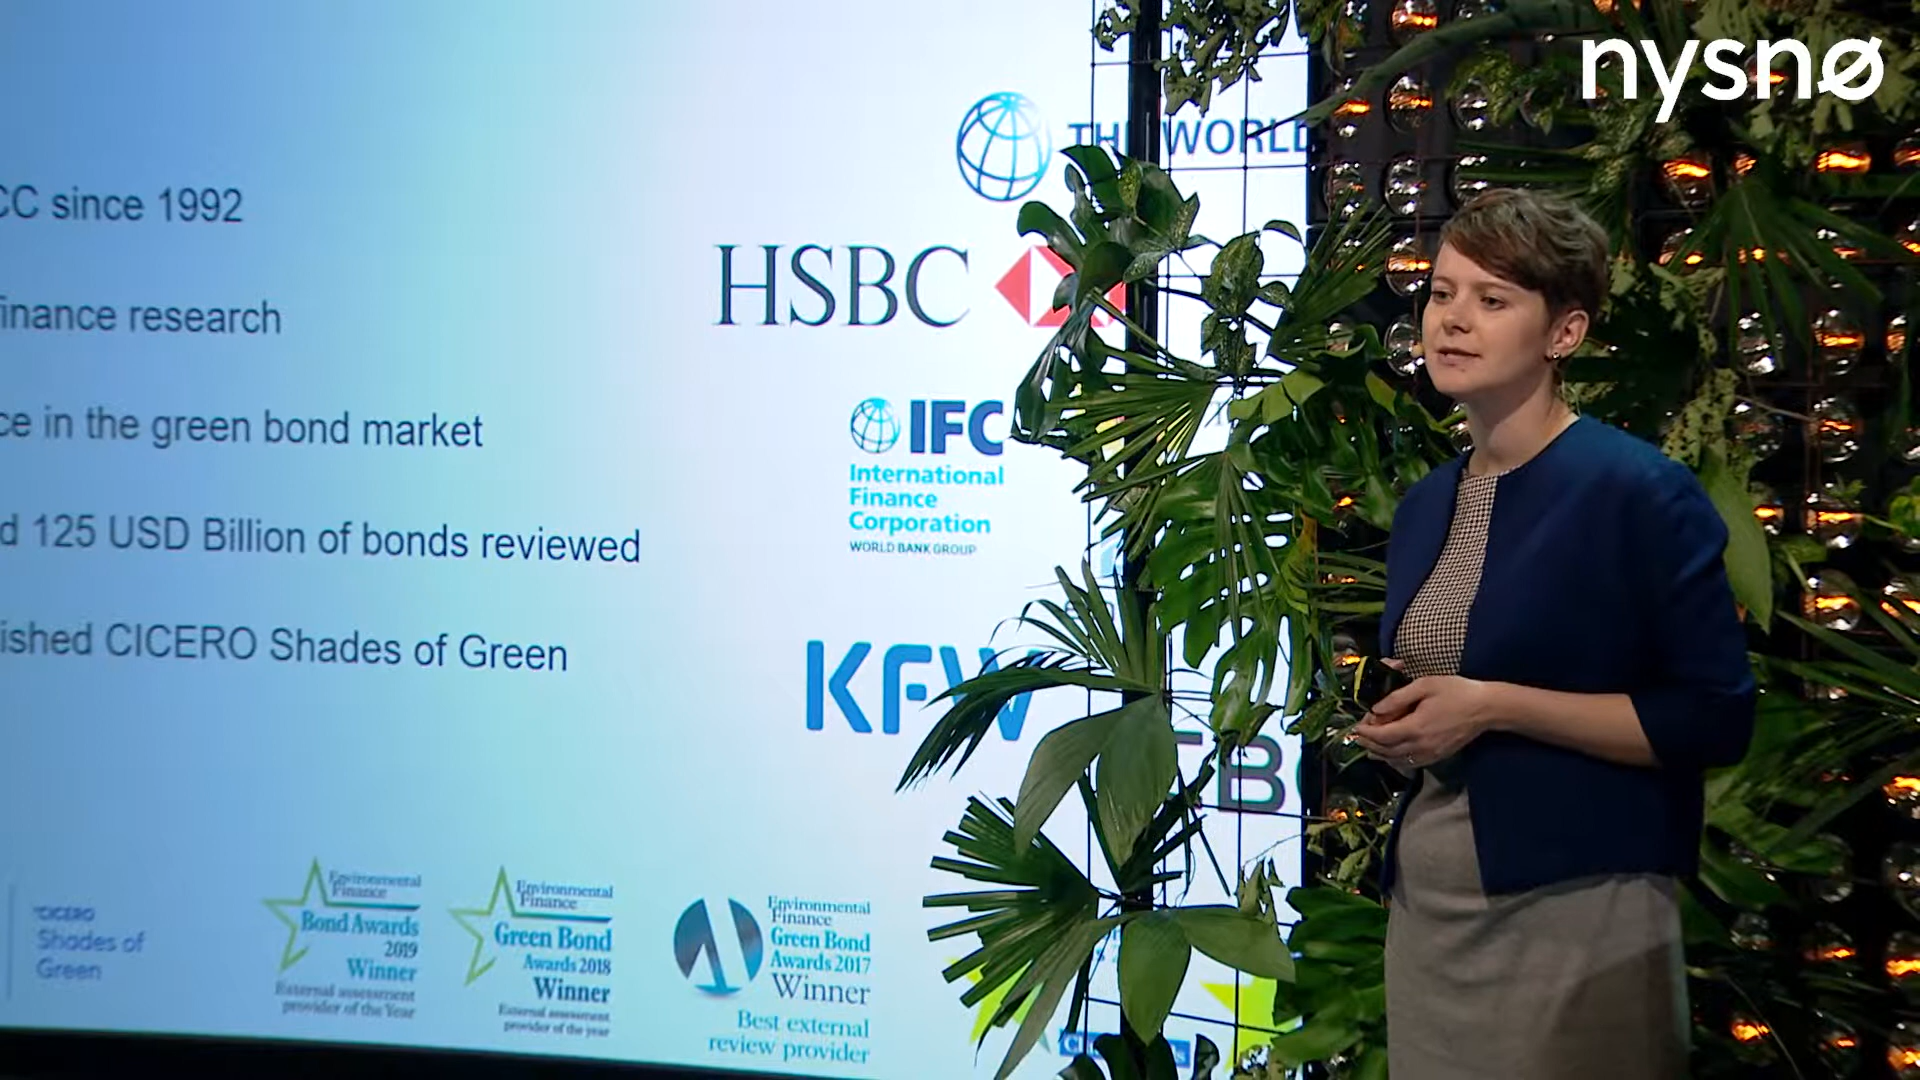 nysnø
CC since 1992
finance research
ce in the green bond market
d 125 USD Billion of bonds reviewed
ished CICERO Shades of Green
THE WORLD
HSBC
IFC
International
Finance
Corporation
WORLD BANK GROUP
KFW
°CICERO
Shades of
Green
Environmental
Finance
Bond Awards
2019
Winner
External assessment
provider of the Year
Environmental
Finance
Green Bond
Awards 2018
Winner
External assessment
provider of the year
Environmental
Finance
Green Bond
Awards 2017
Winner
Best external
review provider